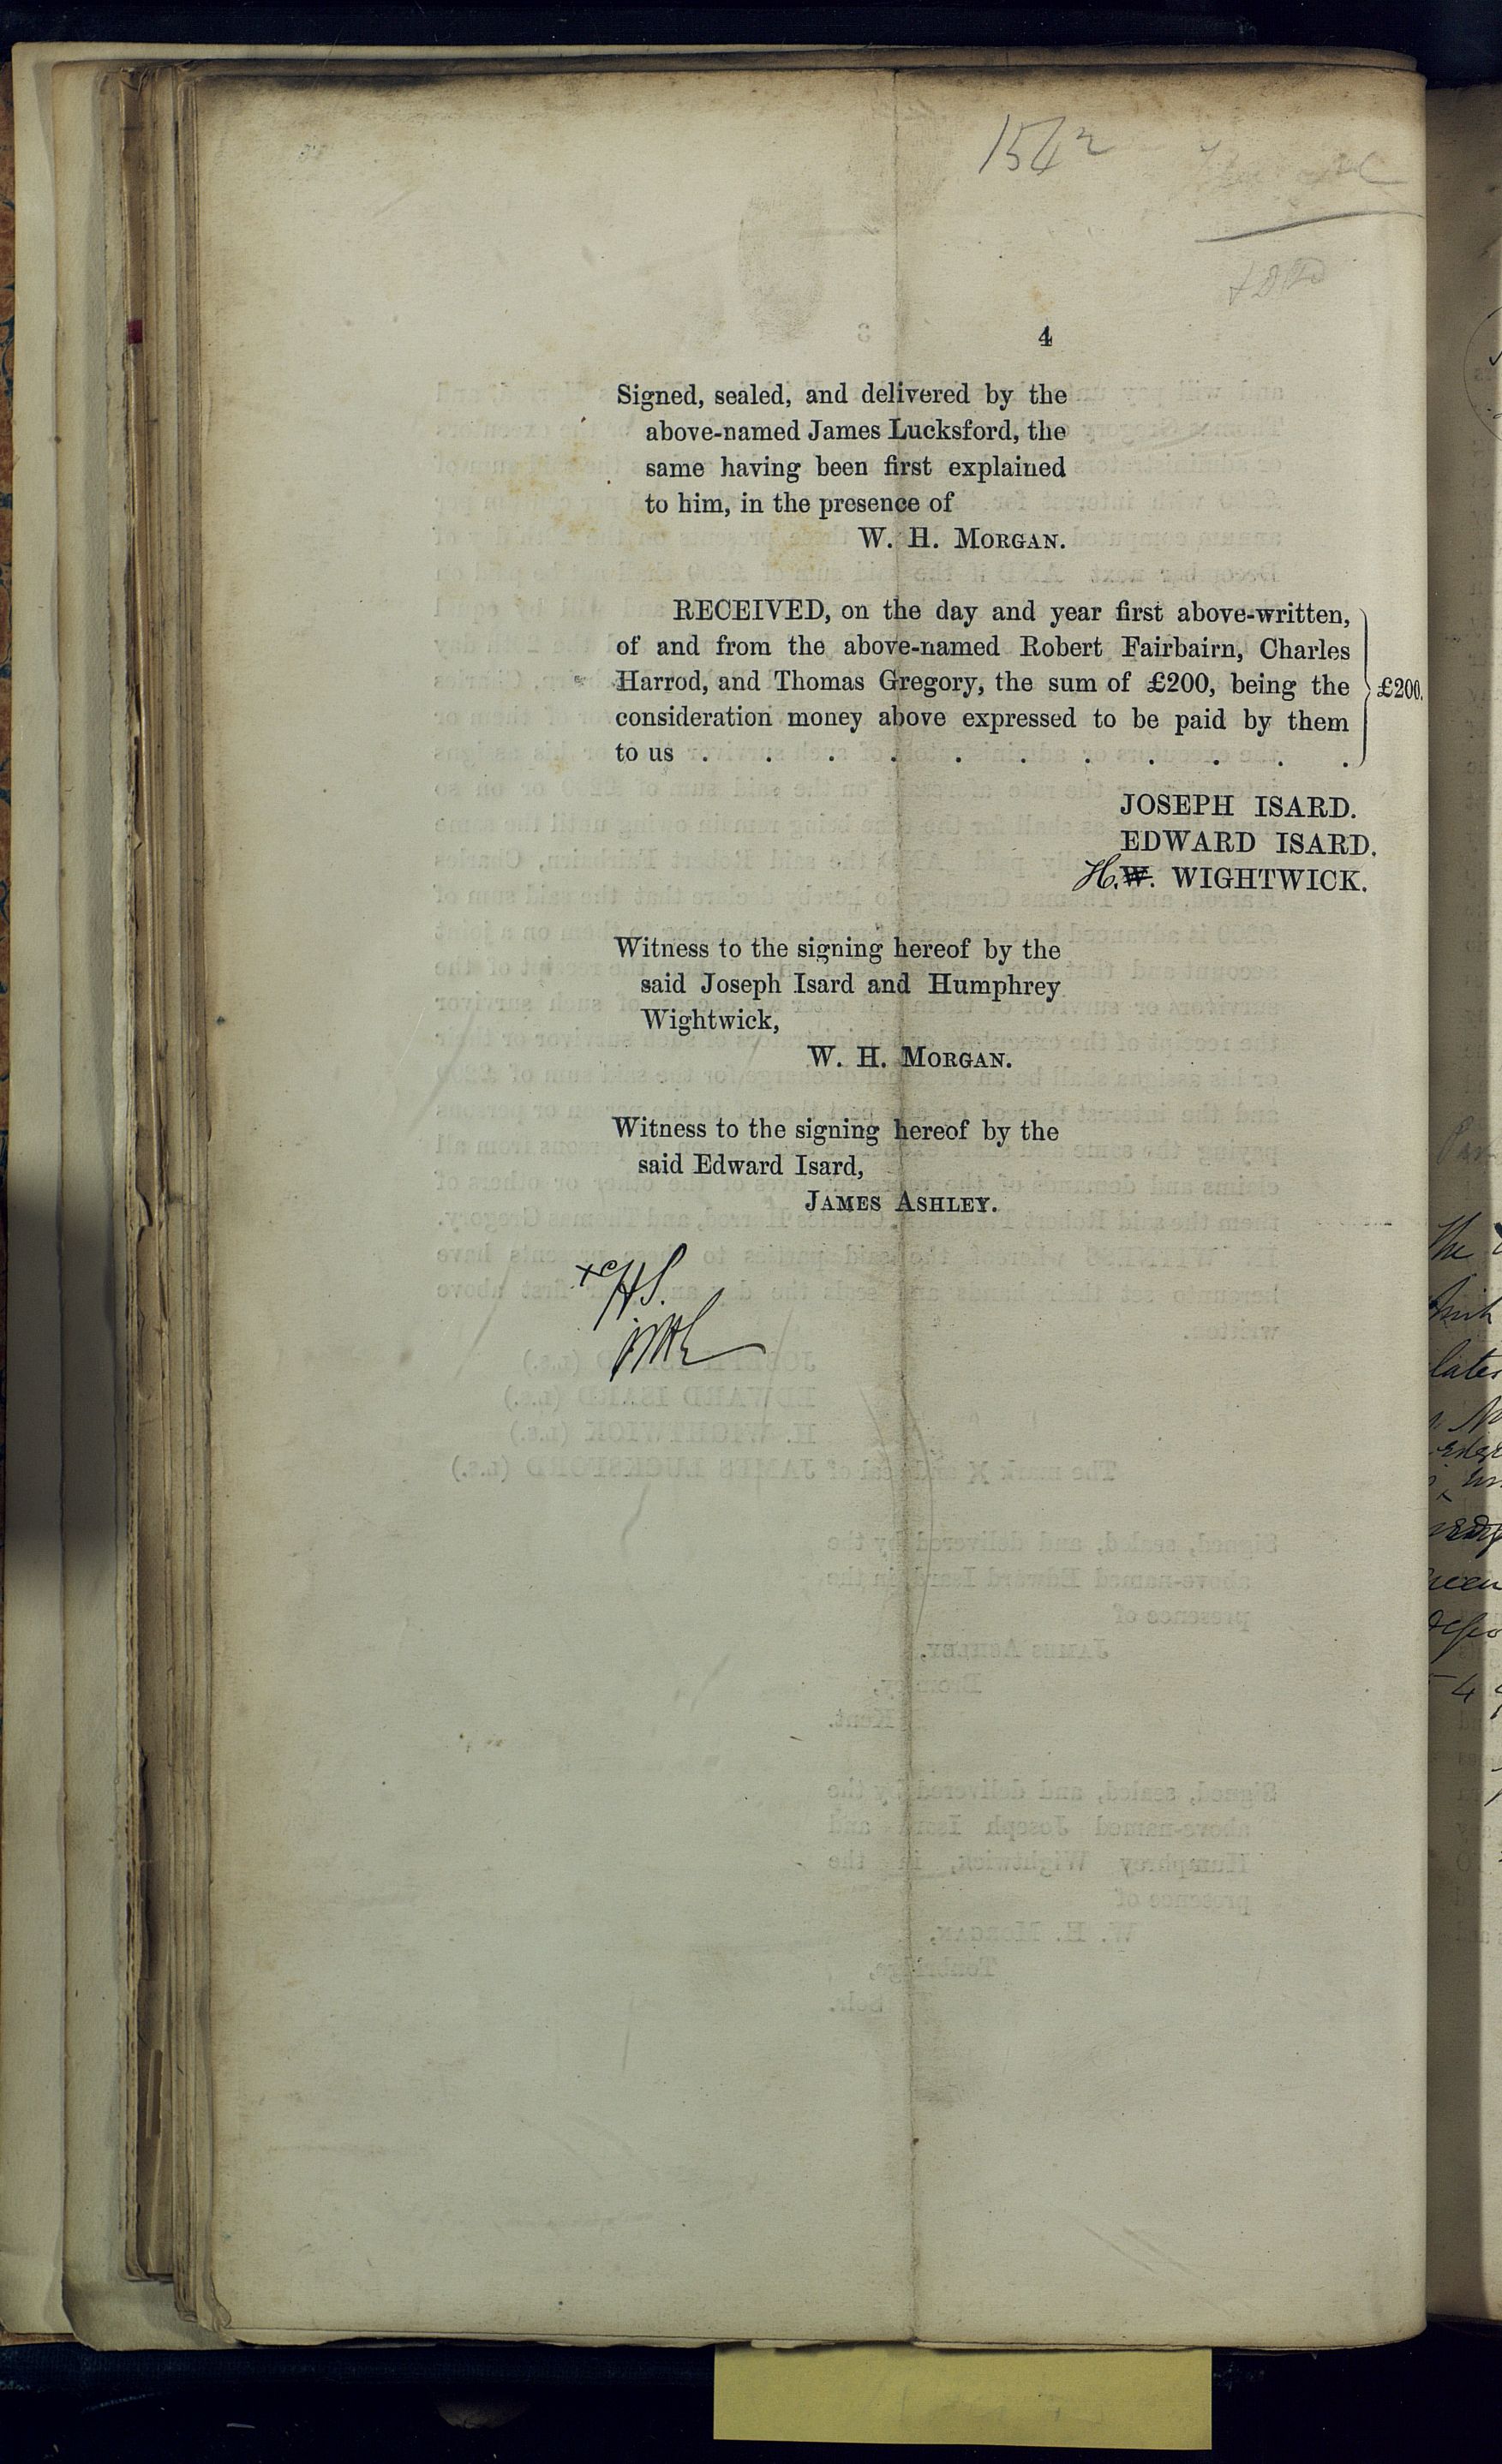 4
Signed, sealed, and delivered by the
above-named James Lucksford, the
same having been first explained
to him, in the presence of
W. H. MORGAN.
RECEIVED, on the day and year first above-written,
of and from the above-named Robert Fairbairn, Charles
Harrod, and Thomas Gregory, the sum of £200, being the } £200.
consideration money above expressed to be paid by them
to us . . . . . . . . . . .
JOSEPH ISARD.
EDWARD ISARD.
H. W. WIGHTWICK.
Witness to the signing hereof by the
said Joseph Isard and Humphrey
Wightwick,
W. H. MORGAN.
Witness to the signing hereof by the
said Edward Isard,
JAMES ASHLEY.